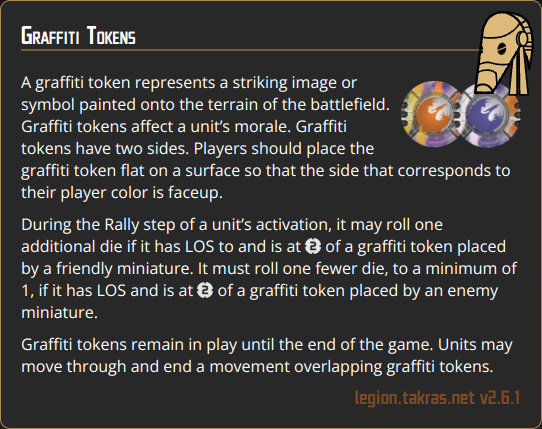 Graffiti Tokens
A graffiti token represents a striking image or
symbol painted onto the terrain of the battlefield.
Graffiti tokens affect a unit’s morale. Graffiti
tokens have two sides. Players should place the
graffiti token flat on a surface so that the side that corresponds to
their player color is faceup.
During the Rally step of a unit’s activation, it may roll one
additional die if it has LOS to and is at 2 of a graffiti token placed
by a friendly miniature. It must roll one fewer die, to a minimum of
1, if it has LOS and is at 2 of a graffiti token placed by an enemy
miniature.
Graffiti tokens remain in play until the end of the game. Units may
move through and end a movement overlapping graffiti tokens.
legion.takras.net v2.6.1